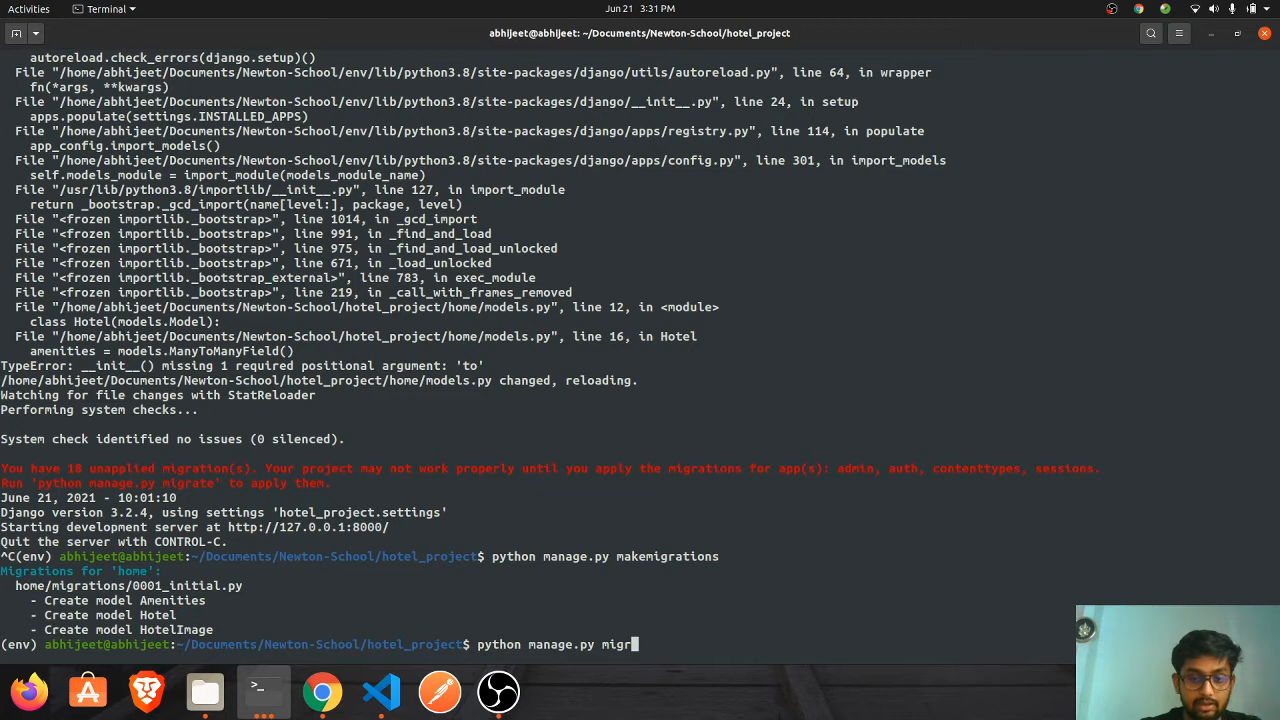 Activities Terminal Jun 21 3:31 PM
abhijeet@abhijeet: ~/Documents/Newton-School/hotel_project
autoreload.check_errors(django.setup)()
File "/home/abhijeet/Documents/Newton-School/env/lib/python3.8/site-packages/django/utils/autoreload.py", line 64, in wrapper
fn(*args, **kwargs)
File "/home/abhijeet/Documents/Newton-School/env/lib/python3.8/site-packages/django/__init__.py", line 24, in setup
apps.populate(settings.INSTALLED_APPS)
File "/home/abhijeet/Documents/Newton-School/env/lib/python3.8/site-packages/django/apps/registry.py", line 114, in populate
app_config.import_models()
File "/home/abhijeet/Documents/Newton-School/env/lib/python3.8/site-packages/django/apps/config.py", line 301, in import_models
self.models_module = import_module(models_module_name)
File "/usr/lib/python3.8/importlib/__init__.py", line 127, in import_module
return _bootstrap._gcd_import(name[level:], package, level)
File "<frozen importlib._bootstrap>", line 1014, in _gcd_import
File "<frozen importlib._bootstrap>", line 991, in _find_and_load
File "<frozen importlib._bootstrap>", line 975, in _find_and_load_unlocked
File "<frozen importlib._bootstrap>", line 671, in _load_unlocked
File "<frozen importlib._bootstrap_external>", line 783, in exec_module
File "<frozen importlib._bootstrap>", line 219, in _call_with_frames_removed
File "/home/abhijeet/Documents/Newton-School/hotel_project/home/models.py", line 12, in <module>
class Hotel(models.Model):
File "/home/abhijeet/Documents/Newton-School/hotel_project/home/models.py", line 16, in Hotel
amenities = models.ManyToManyField()
TypeError: __init__() missing 1 required positional argument: 'to'
/home/abhijeet/Documents/Newton-School/hotel_project/home/models.py changed, reloading.
Watching for file changes with StatReloader
Performing system checks...
System check identified no issues (0 silenced).
You have 18 unapplied migration(s). Your project may not work properly until you apply the migrations for app(s): admin, auth, contenttypes, sessions.
Run 'python manage.py migrate' to apply them.
June 21, 2021 - 10:01:10
Django version 3.2.4, using settings 'hotel_project.settings'
Starting development server at http://127.0.0.1:8000/
Quit the server with CONTROL-C.
^C(env) abhijeet@abhijeet:~/Documents/Newton-School/hotel_project$ python manage.py makemigrations
Migrations for 'home':
home/migrations/0001_initial.py
- Create model Amenities
- Create model Hotel
- Create model HotelImage
(env) abhijeet@abhijeet:~/Documents/Newton-School/hotel_project$ python manage.py migr